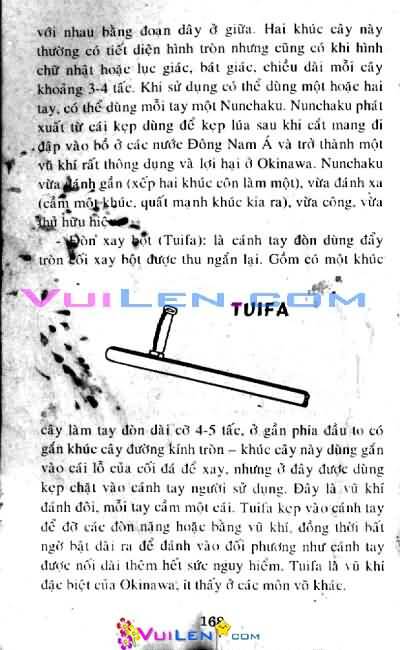 với nhau bằng đoạn dây ở giữa. Hai khúc cây này
thường có tiết diện hình tròn nhưng cũng có khi hình
chữ nhật hoặc lục giác, bát giác, chiều dài mỗi cây
khoảng 3-4 tấc. Khi sử dụng có thể dùng một hoặc hai
tay, có thể dùng mỗi tay một Nunchaku. Nunchaku phát
xuất từ cái kẹp dùng để kẹp lúa sau khi cắt mang đi
đập vào bồ ở các nước Đông Nam Á và trở thành một
vũ khí rất thông dụng và lợi hại ở Okinawa. Nunchaku
vừa đánh gần (xếp hai khúc côn làm một), vừa đánh xa
(cầm một khúc, quất mạnh khúc kia ra), vừa công, vừa
thủ hữu hiệu
- Đòn xay bột (Tuifa): là cánh tay đòn dùng đẩy
tròn cối xay bột được thu ngắn lại. Gồm có một khúc
VuiLen.com
VuiLen.com
TUIFA
cây làm tay đòn dài cỡ 4-5 tấc, ở gần phía đầu to có
gắn khúc cây đường kính tròn – khúc cây này dùng gắn
vào cái lỗ của cối đá để xay, nhưng ở đây được dùng
kẹp chặt vào cánh tay người sử dụng. Đây là vũ khí
đánh đôi, mỗi tay cầm một cái. Tuifa kẹp vào cánh tay
để đỡ các đòn nặng hoặc bằng vũ khí, đồng thời bất
ngờ bật dài ra để đánh vào đối phương như cánh tay
được nối dài thêm hết sức nguy hiểm. Tuifa là vũ khí
đặc biệt của Okinawa, ít thấy ở các môn vũ khác.
168
VuiLen.com